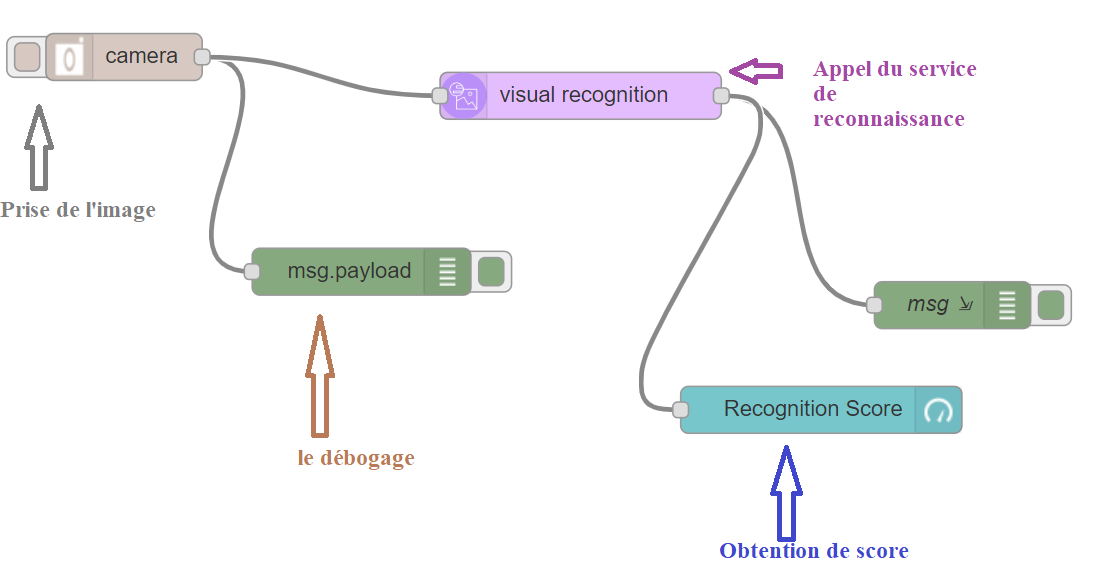 camera
visual recognition
Appel du service
de
reconnaissance
Prise de l'image
msg.payload
msg
Recognition Score
le débogage
Obtention de score